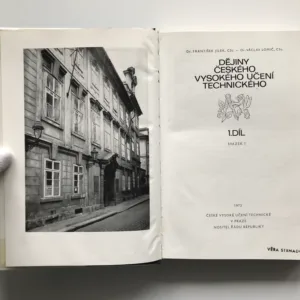 DR. FRANTIŠEK JÍLEK, CSc. — DR. VÁCLAV LOMIČ, CSc.
DĚJINY
ČESKÉHO
VYSOKÉHO UČENÍ
TECHNICKÉHO
1. DÍL
SVAZEK 1
1973
ČESKÉ VYSOKÉ UČENÍ TECHNICKÉ
V PRAZE
NOSITEL ŘÁDU REPUBLIKY
VĚRA